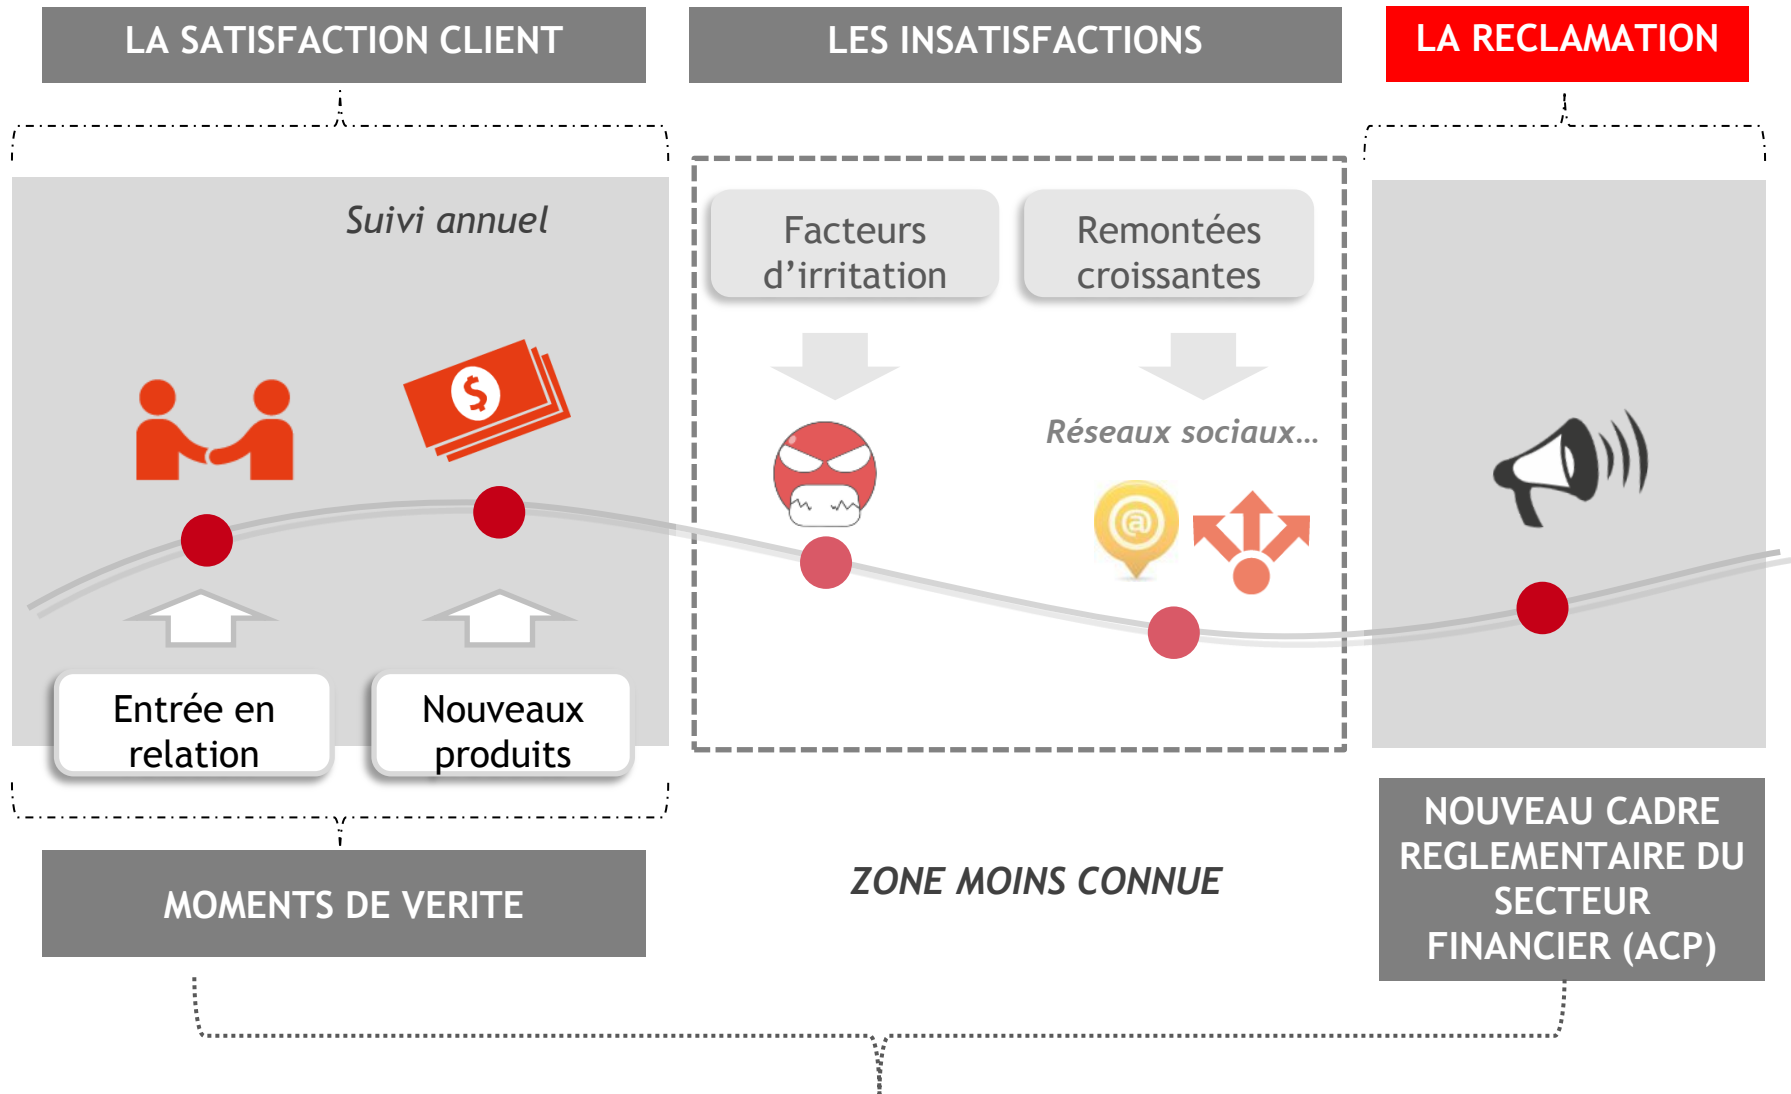 LA SATISFACTION CLIENT
LES INSATISFACTIONS
LA RECLAMATION
Suivi annuel
Facteurs
d’irritation
Remontées
croissantes
Réseaux sociaux…
$
@
Entrée en
relation
Nouveaux
produits
MOMENTS DE VERITE
ZONE MOINS CONNUE
NOUVEAU CADRE
REGLEMENTAIRE DU
SECTEUR
FINANCIER (ACP)